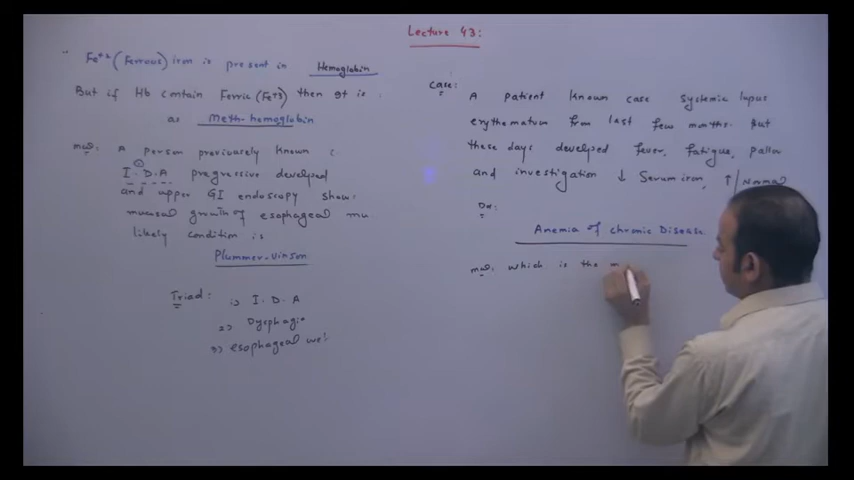 Lecture 43:
Fe+2 (Ferrous) iron is present in Hemoglobin
But if Hb contain Ferric (Fe+3) then It is
as Meth-hemoglobin
A person previously known
I.D.A progressive developed
and upper GI endoscopy show
mucosal growth of esophageal mu
likely condition is
Plummer-vinson
Triad: 1) I.D.A
2) Dysphagia
3) esophageal we
Case: A patient known case systemic lupus
erythematum from last few months. But
these days developed fever, fatigue, pallor
and investigation ↓ Serum iron, ↑/Normal
Dx:
Anemia of chronic Disease
which is the m